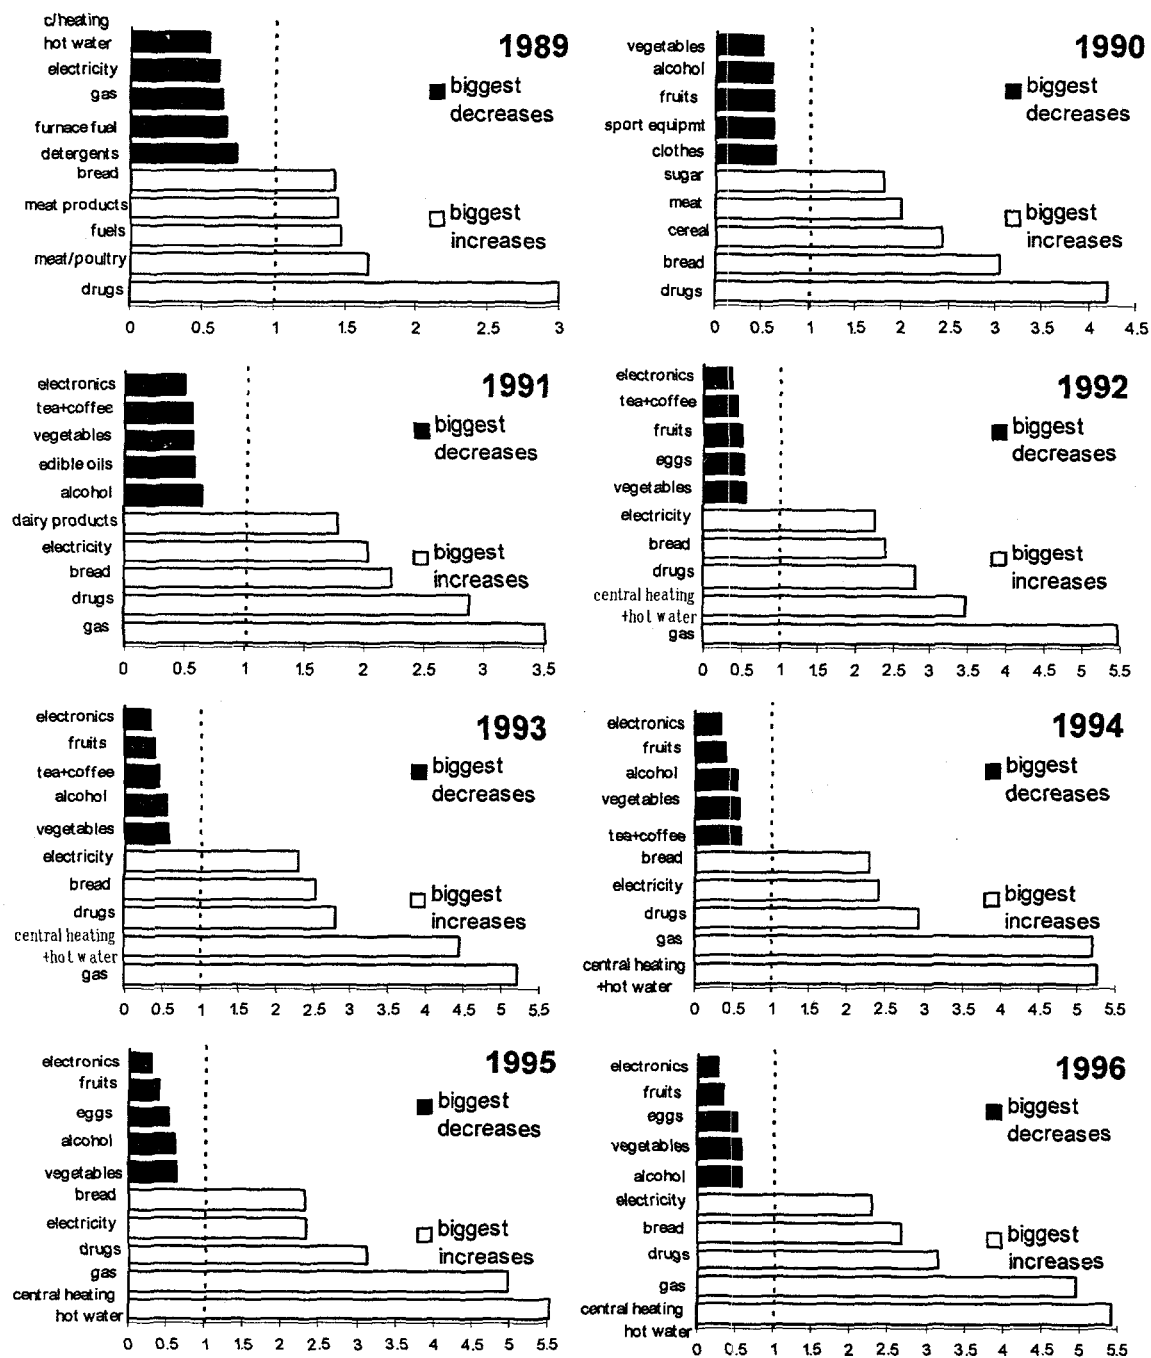 c/heating
hot water
electricity
gas
furnace fuel
detergents
bread
meat products
fuels
meat/poultry
drugs
1989
biggest
decreases
biggest
increases
0 0.5 1 1.5 2 2.5 3
vegetables
alcohol
fruits
sport equipmt
clothes
sugar
meat
cereal
bread
drugs
1990
biggest
decreases
biggest
increases
0 0.5 1 1.5 2 2.5 3 3.5 4 4.5
electronics
tea+coffee
vegetables
edible oils
alcohol
dairy products
electricity
bread
drugs
gas
1991
biggest
decreases
biggest
increases
0 0.5 1 1.5 2 2.5 3 3.5
electronics
tea+coffee
fruits
eggs
vegetables
electricity
bread
drugs
central heating
+hot water
gas
1992
biggest
decreases
biggest
increases
0 0.5 1 1.5 2 2.5 3 3.5 4 4.5 5 5.5
electronics
fruits
tea+coffee
alcohol
vegetables
electricity
bread
drugs
central heating
+hot water
gas
1993
biggest
decreases
biggest
increases
0 0.5 1 1.5 2 2.5 3 3.5 4 4.5 5 5.5
electronics
fruits
alcohol
vegetables
tea+coffee
bread
electricity
drugs
gas
central heating
+hot water
1994
biggest
decreases
biggest
increases
0 0.5 1 1.5 2 2.5 3 3.5 4 4.5 5 5.5
electronics
fruits
eggs
alcohol
vegetables
bread
electricity
drugs
gas
central heating
hot water
1995
biggest
decreases
biggest
increases
0 0.5 1 1.5 2 2.5 3 3.5 4 4.5 5 5.5
electronics
fruits
eggs
vegetables
alcohol
electricity
bread
drugs
gas
central heating
hot water
1996
biggest
decreases
biggest
increases
0 0.5 1 1.5 2 2.5 3 3.5 4 4.5 5 5.5